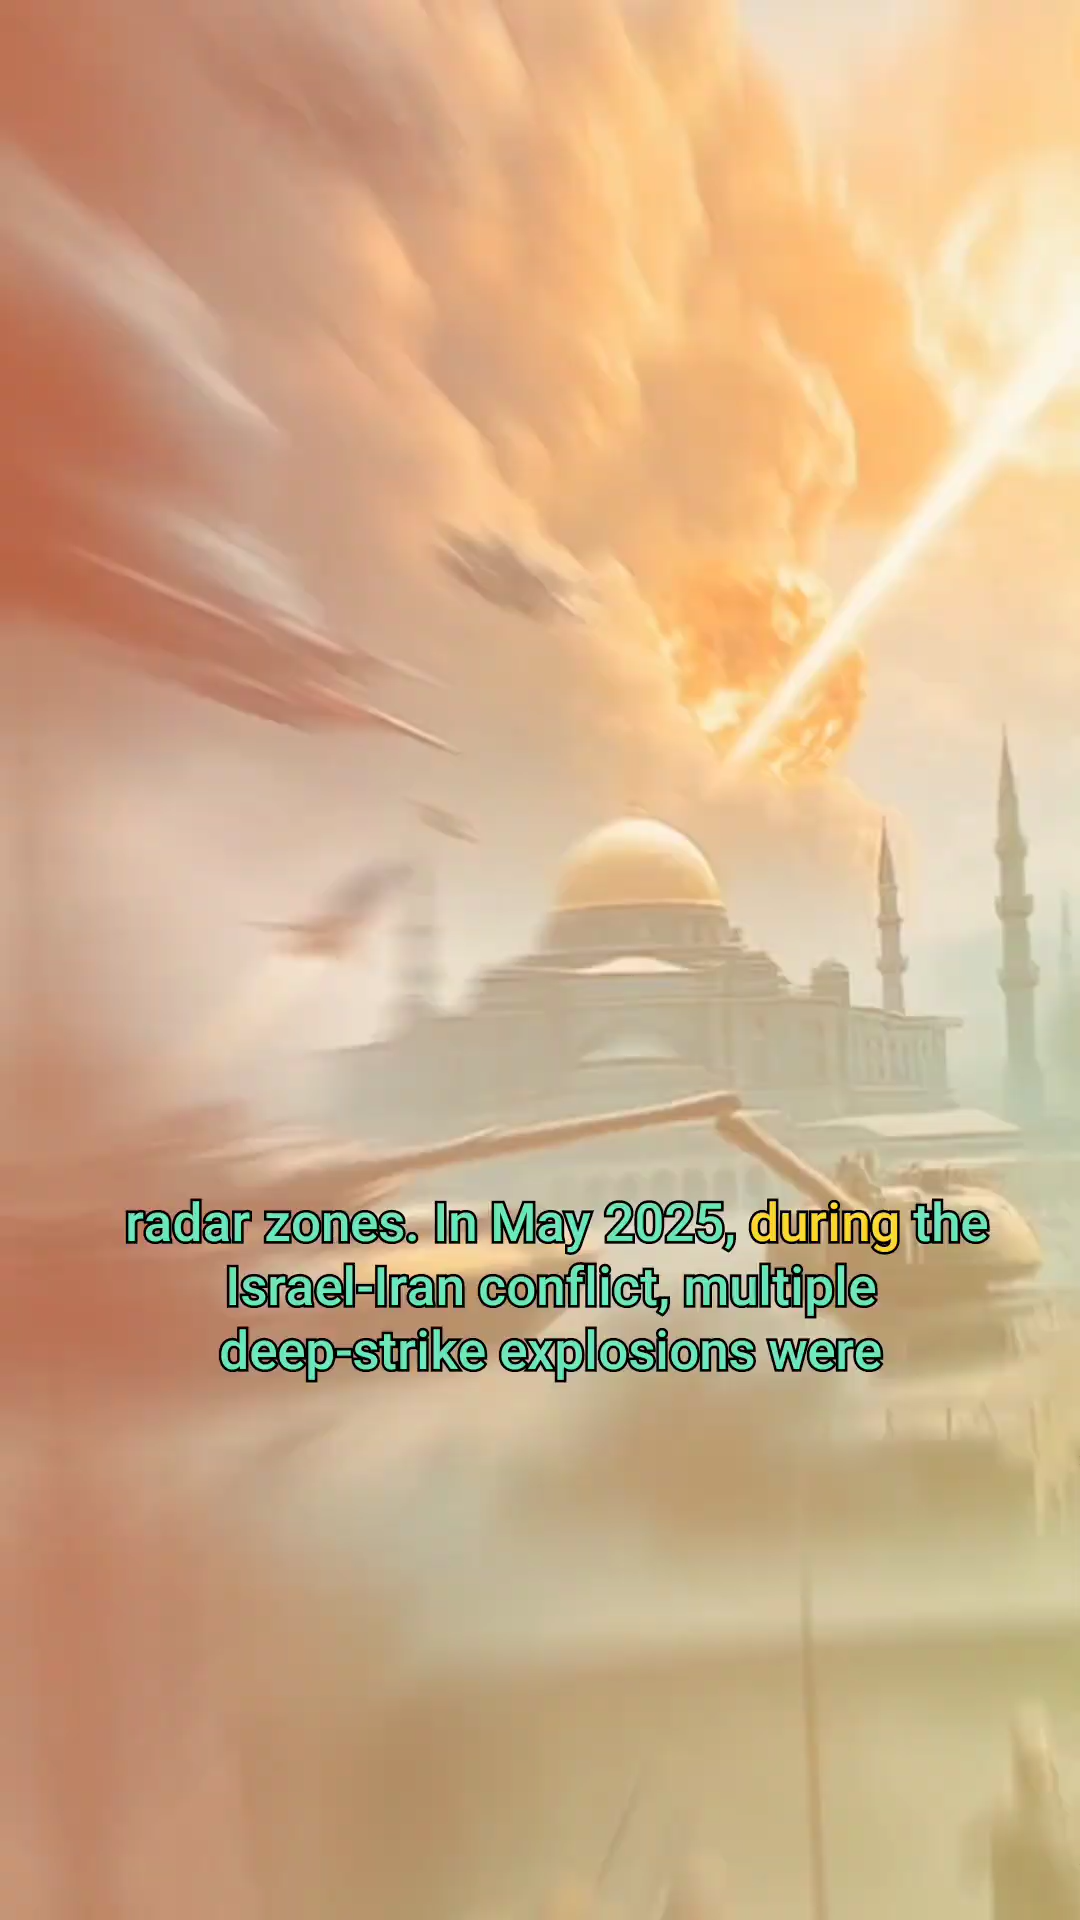 radar zones. In May 2025, during the
Israel-Iran conflict, multiple
deep-strike explosions were